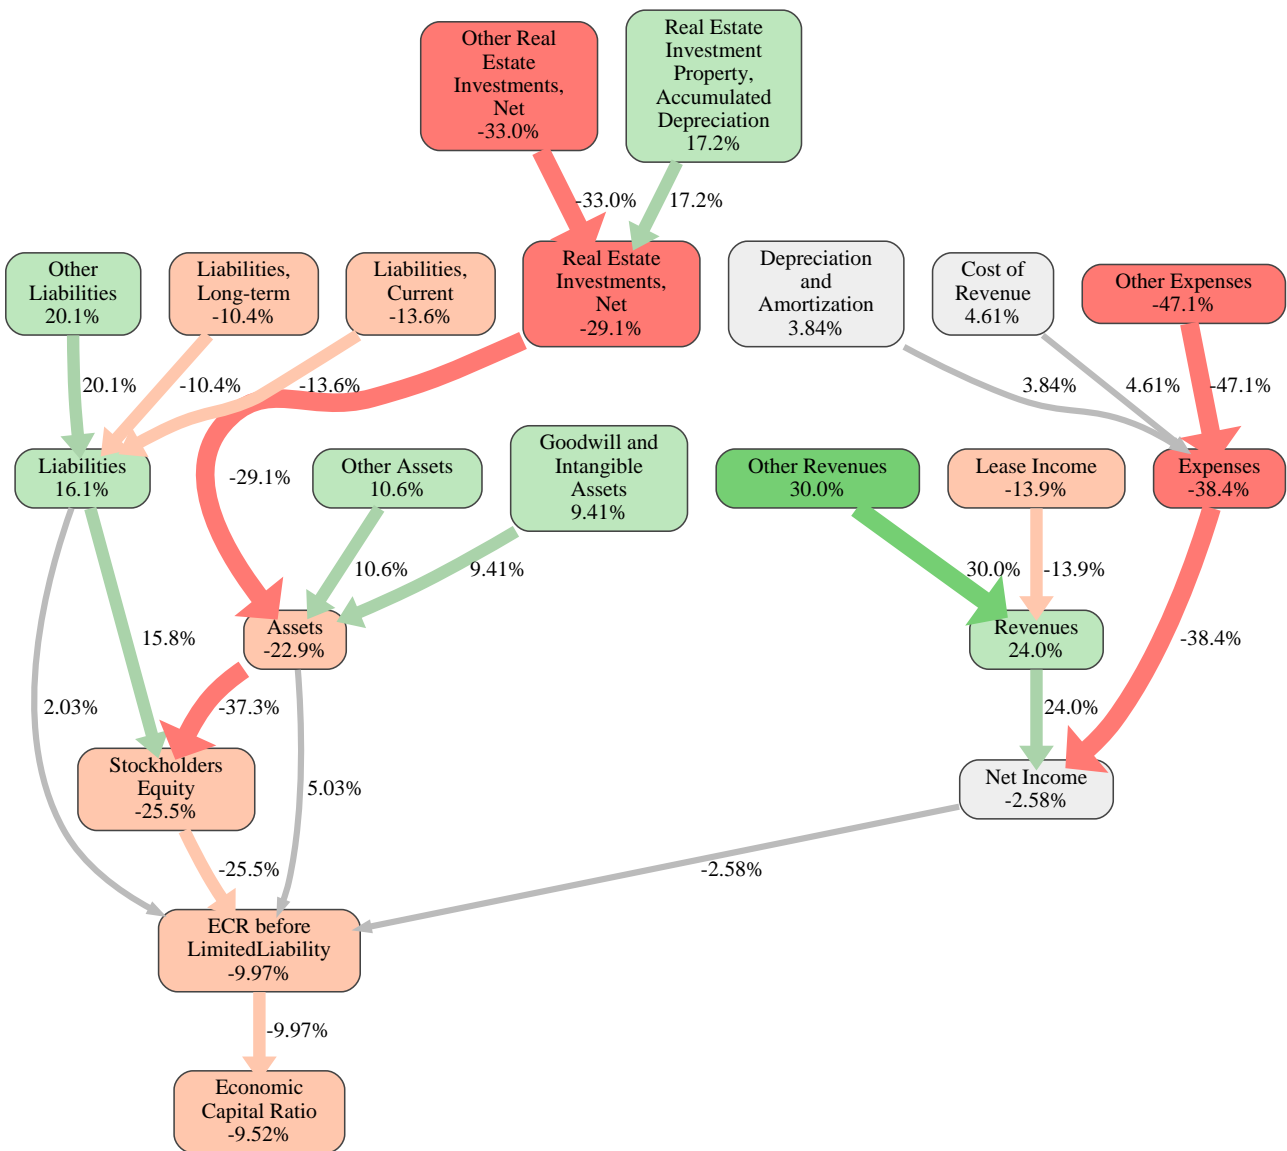 Other Real
Estate
Investments,
Net
-33.0%
Real Estate
Investment
Property,
Accumulated
Depreciation
17.2%
-33.0%
17.2%
Other
Liabilities
20.1%
Liabilities,
Long-term
-10.4%
Liabilities,
Current
-13.6%
Real Estate
Investments,
Net
-29.1%
Depreciation
and
Amortization
3.84%
Cost of
Revenue
4.61%
Other Expenses
-47.1%
20.1%
-10.4%
-13.6%
3.84%
4.61%
-47.1%
Liabilities
16.1%
-29.1%
Other Assets
10.6%
Goodwill and
Intangible
Assets
9.41%
Other Revenues
30.0%
Lease Income
-13.9%
Expenses
-38.4%
10.6%
9.41%
30.0%
-13.9%
15.8%
Assets
-22.9%
Revenues
24.0%
-38.4%
2.03%
-37.3%
24.0%
Stockholders
Equity
-25.5%
5.03%
Net Income
-2.58%
-25.5%
-2.58%
ECR before
LimitedLiability
-9.97%
-9.97%
Economic
Capital Ratio
-9.52%